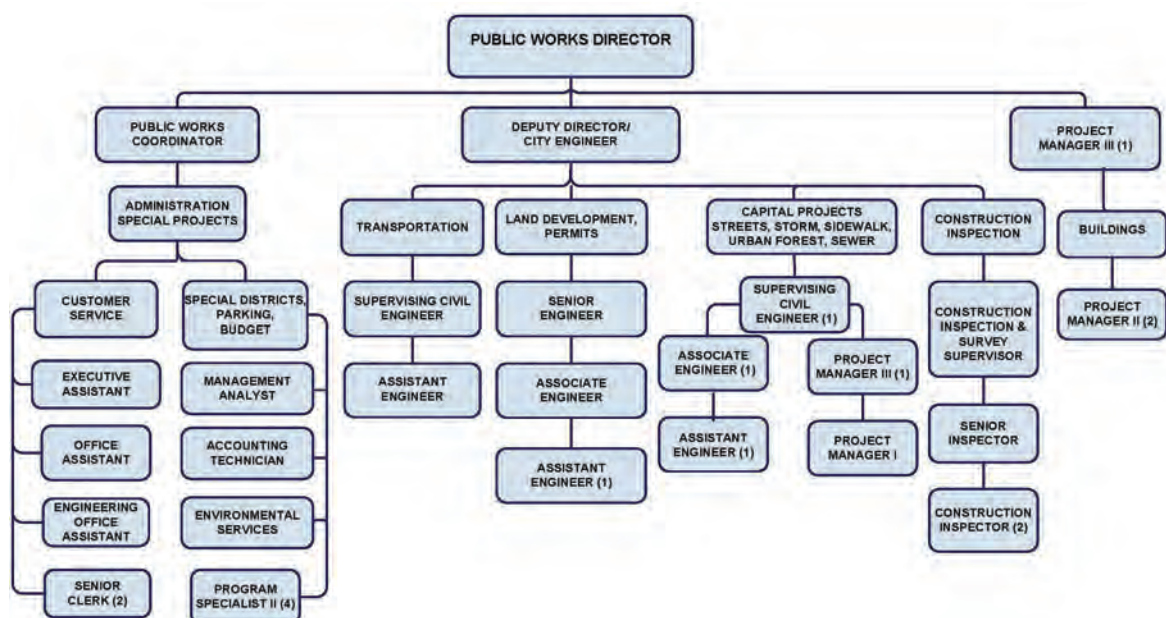 PUBLIC WORKS DIRECTOR
PUBLIC WORKS
COORDINATOR
DEPUTY DIRECTOR/
CITY ENGINEER
PROJECT
MANAGER III (1)
ADMINISTRATION
SPECIAL PROJECTS
TRANSPORTATION
LAND DEVELOPMENT,
PERMITS
CAPITAL PROJECTS
STREETS, STORM, SIDEWALK,
URBAN FOREST, SEWER
CONSTRUCTION
INSPECTION
BUILDINGS
CUSTOMER
SERVICE
SPECIAL DISTRICTS,
PARKING,
BUDGET
SUPERVISING CIVIL
ENGINEER
SENIOR
ENGINEER
SUPERVISING
CIVIL
ENGINEER (1)
CONSTRUCTION
INSPECTION &
SURVEY
SUPERVISOR
PROJECT
MANAGER II (2)
EXECUTIVE
ASSISTANT
MANAGEMENT
ANALYST
ASSISTANT
ENGINEER
ASSOCIATE
ENGINEER
ASSOCIATE
ENGINEER (1)
PROJECT
MANAGER III (1)
OFFICE
ASSISTANT
ACCOUNTING
TECHNICIAN
ASSISTANT
ENGINEER (1)
ASSISTANT
ENGINEER (1)
PROJECT
MANAGER I
SENIOR
INSPECTOR
ENGINEERING
OFFICE
ASSISTANT
ENVIRONMENTAL
SERVICES
CONSTRUCTION
INSPECTOR (2)
SENIOR
CLERK (2)
PROGRAM
SPECIALIST II (4)